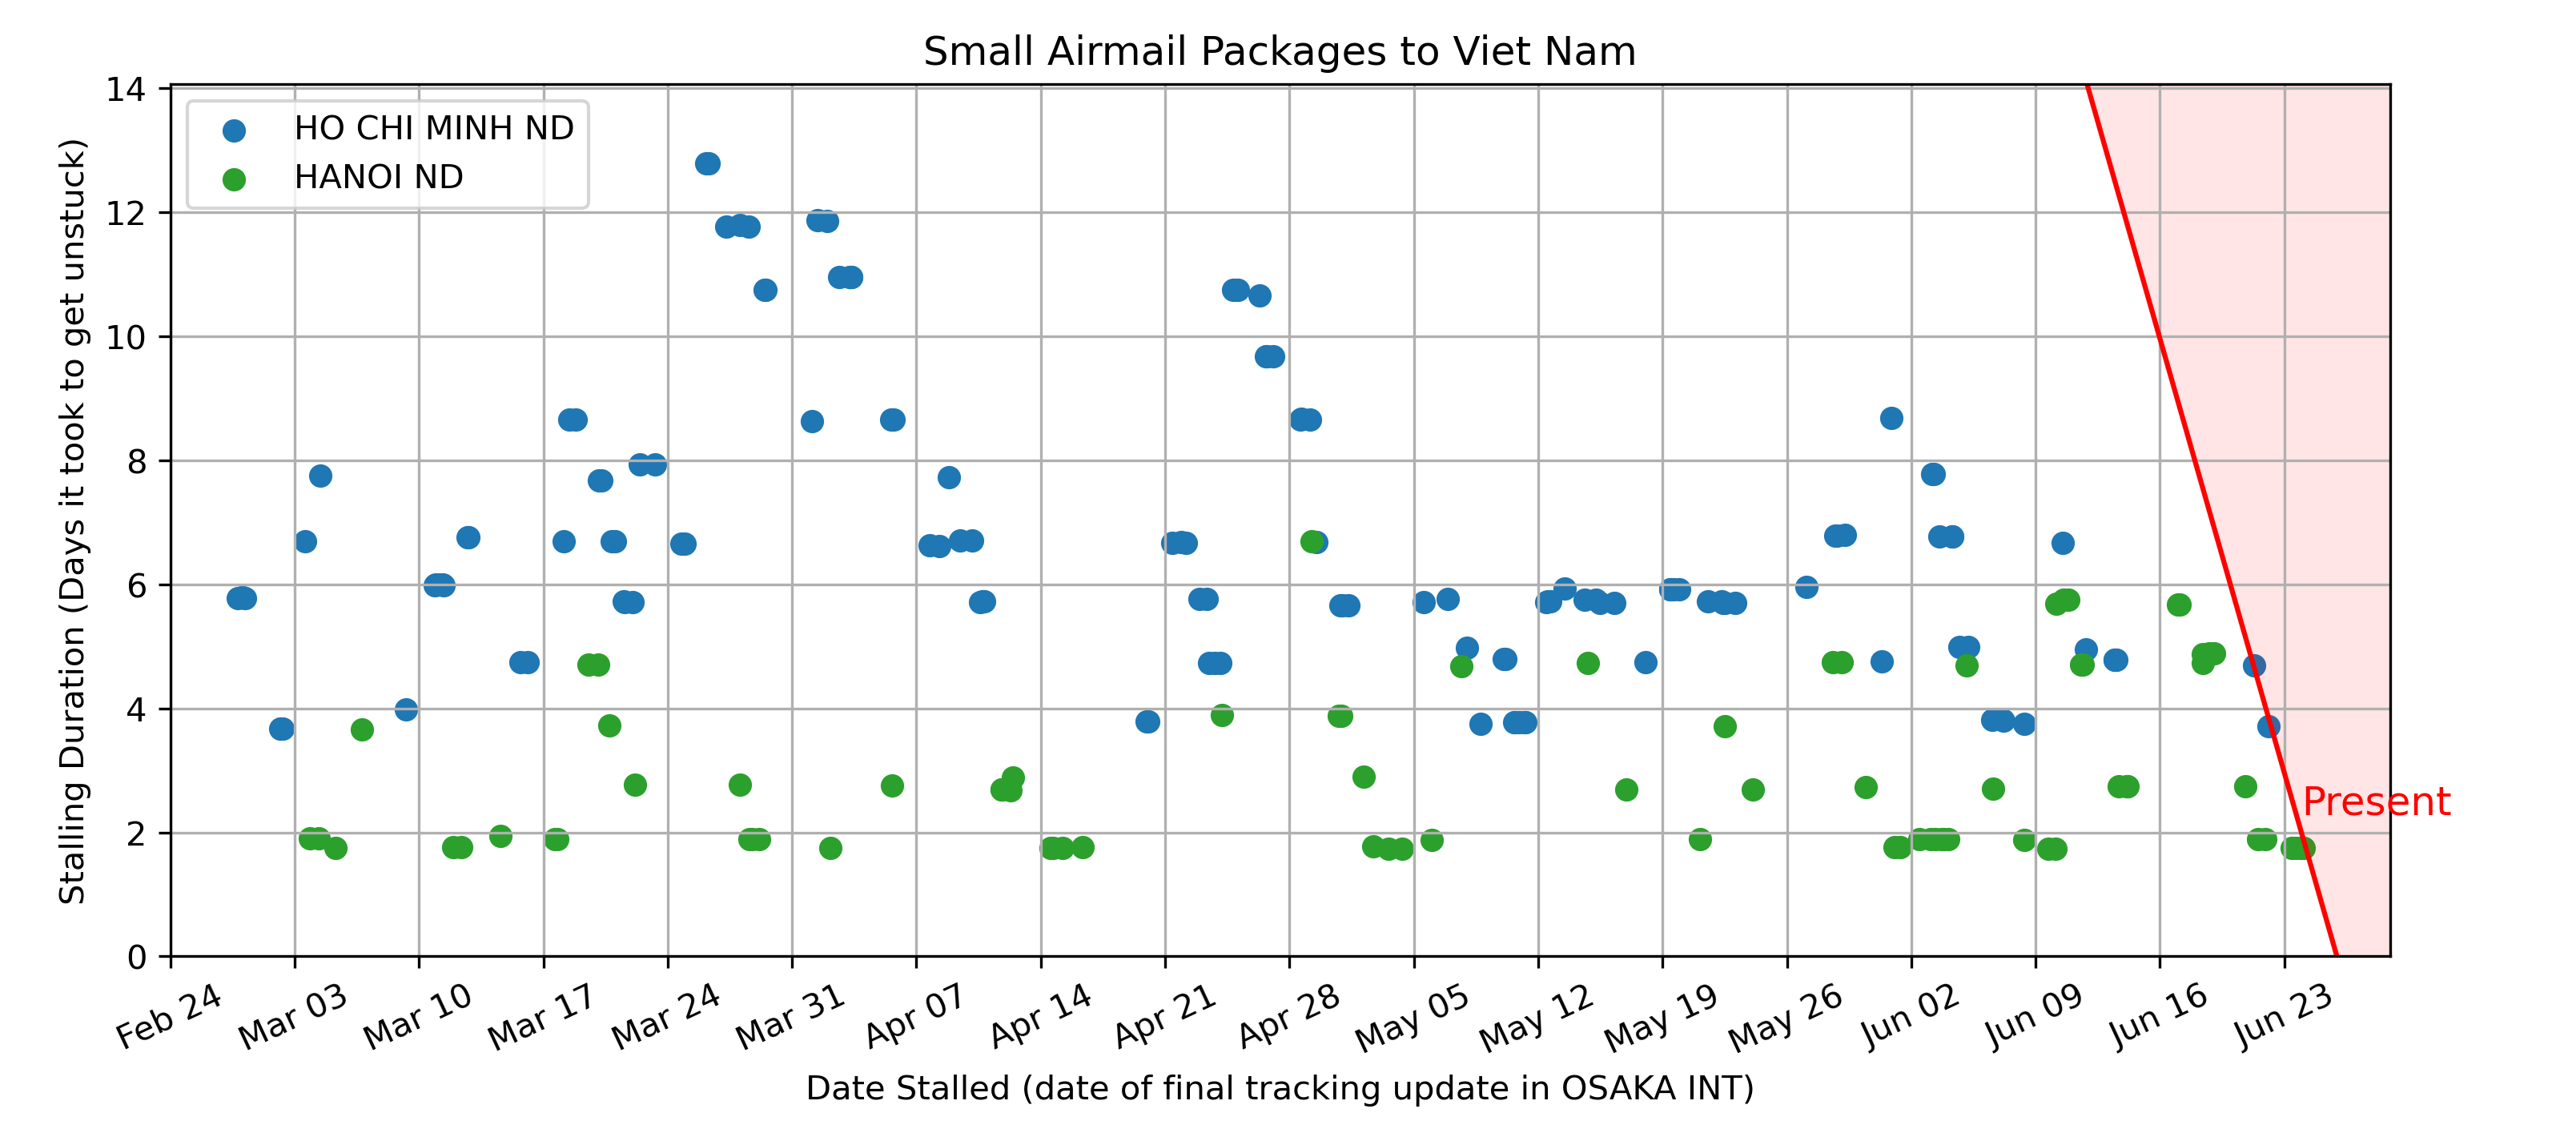 Small Airmail Packages to Viet Nam
HO CHI MINH ND
HANOI ND
Stalling Duration (Days it took to get unstuck)
14
12
10
8
6
4
2
0
Present
Feb 24
Mar 03
Mar 10
Mar 17
Mar 24
Mar 31
Apr 07
Apr 14
Apr 21
Apr 28
May 05
May 12
May 19
May 26
Jun 02
Jun 09
Jun 16
Jun 23
Date Stalled (date of final tracking update in OSAKA INT)